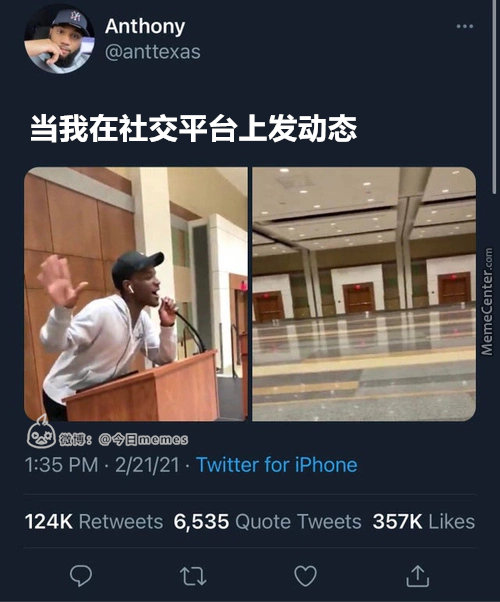 Anthony
@anttexas
当我在社交平台上发动态
MemeCenter.com
微博：@今日memes
1:35 PM · 2/21/21 · Twitter for iPhone
124K Retweets 6,535 Quote Tweets 357K Likes